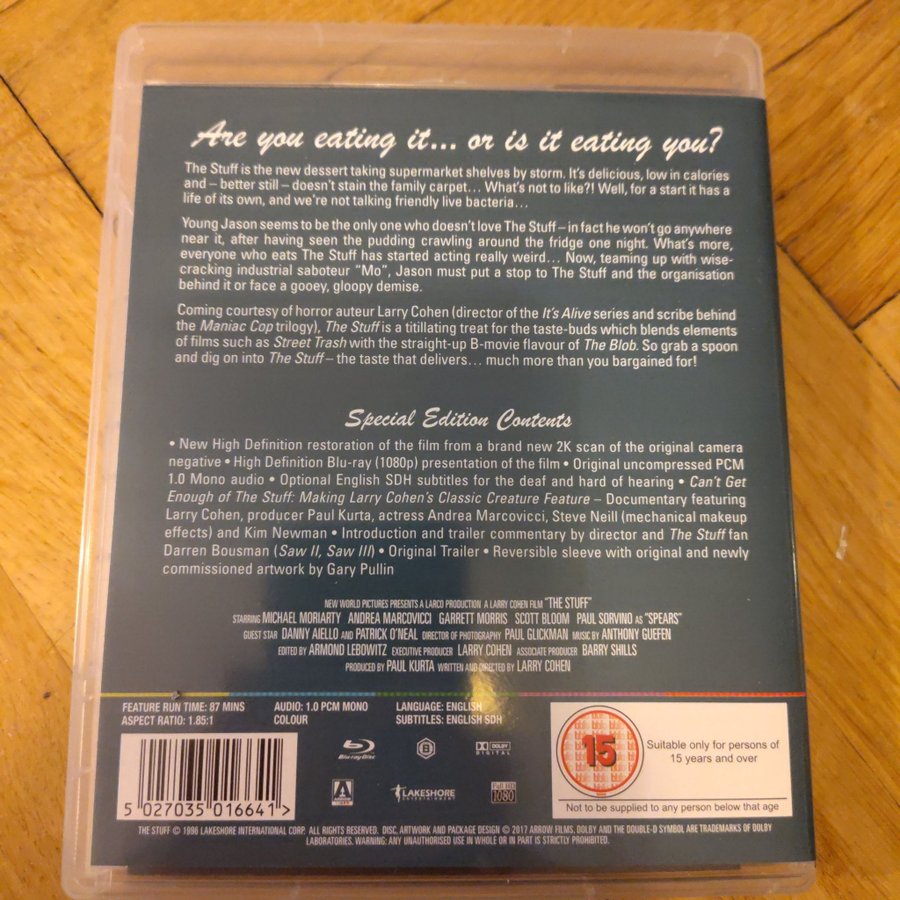 Are you eating it... or is it eating you?
The Stuff is the new dessert taking supermarket shelves by storm. It's delicious, low in calories
and – better still – doesn't stain the family carpet... What's not to like?! Well, for a start it has a
life of its own, and we're not talking friendly live bacteria...
Young Jason seems to be the only one who doesn't love The Stuff – in fact he won't go anywhere
near it, after having seen the pudding crawling around the fridge one night. What's more,
everyone who eats The Stuff has started acting really weird... Now, teaming up with wise-
cracking industrial saboteur "Mo", Jason must put a stop to The Stuff and the organisation
behind it or face a gooey, gloopy demise.
Coming courtesy of horror auteur Larry Cohen (director of the It's Alive series and scribe behind
the Maniac Cop trilogy), The Stuff is a titillating treat for the taste-buds which blends elements
of films such as Street Trash with the straight-up B-movie flavour of The Blob. So grab a spoon
and dig on into The Stuff – the taste that delivers... much more than you bargained for!
Special Edition Contents
• New High Definition restoration of the film from a brand new 2K scan of the original camera
negative • High Definition Blu-ray (1080p) presentation of the film • Original uncompressed PCM
1.0 Mono audio • Optional English SDH subtitles for the deaf and hard of hearing • Can't Get
Enough of The Stuff: Making Larry Cohen's Classic Creature Feature – Documentary featuring
Larry Cohen, producer Paul Kurta, actress Andrea Marcovicci, Steve Neill (mechanical makeup
effects) and Kim Newman • Introduction and trailer commentary by director and The Stuff fan
Darren Bousman (Saw II, Saw III) • Original Trailer • Reversible sleeve with original and newly
commissioned artwork by Gary Pullin
NEW WORLD PICTURES PRESENTS A LARCO PRODUCTION A LARRY COHEN FILM "THE STUFF"
STARRING MICHAEL MORIARTY ANDREA MARCOVICCI GARRETT MORRIS SCOTT BLOOM PAUL SORVINO AS "SPEARS"
GUEST STAR DANNY AIELLO AND PATRICK O'NEAL DIRECTOR OF PHOTOGRAPHY PAUL GLICKMAN MUSIC BY ANTHONY GUEFEN
EDITED BY ARMOND LEBOWITZ EXECUTIVE PRODUCER LARRY COHEN ASSOCIATE PRODUCER BARRY SHILLS
PRODUCED BY PAUL KURTA WRITTEN AND DIRECTED BY LARRY COHEN
FEATURE RUN TIME: 87 MINS AUDIO: 1.0 PCM MONO LANGUAGE: ENGLISH
ASPECT RATIO: 1.85:1 COLOUR SUBTITLES: ENGLISH SDH
15
Suitable only for persons of
15 years and over
Not to be supplied to any person below that age
Blu-ray Disc B DOLBY DIGITAL
ARROW LAKESHORE ENTERTAINMENT Full HD 1080
5 027035 016641 >
THE STUFF © 1996 LAKESHORE INTERNATIONAL CORP. ALL RIGHTS RESERVED. DISC, ARTWORK AND PACKAGE DESIGN © 2017 ARROW FILMS. DOLBY AND THE DOUBLE-D SYMBOL ARE TRADEMARKS OF DOLBY
LABORATORIES. WARNING: ANY UNAUTHORISED USE IN WHOLE OR IN PART IS STRICTLY PROHIBITED.